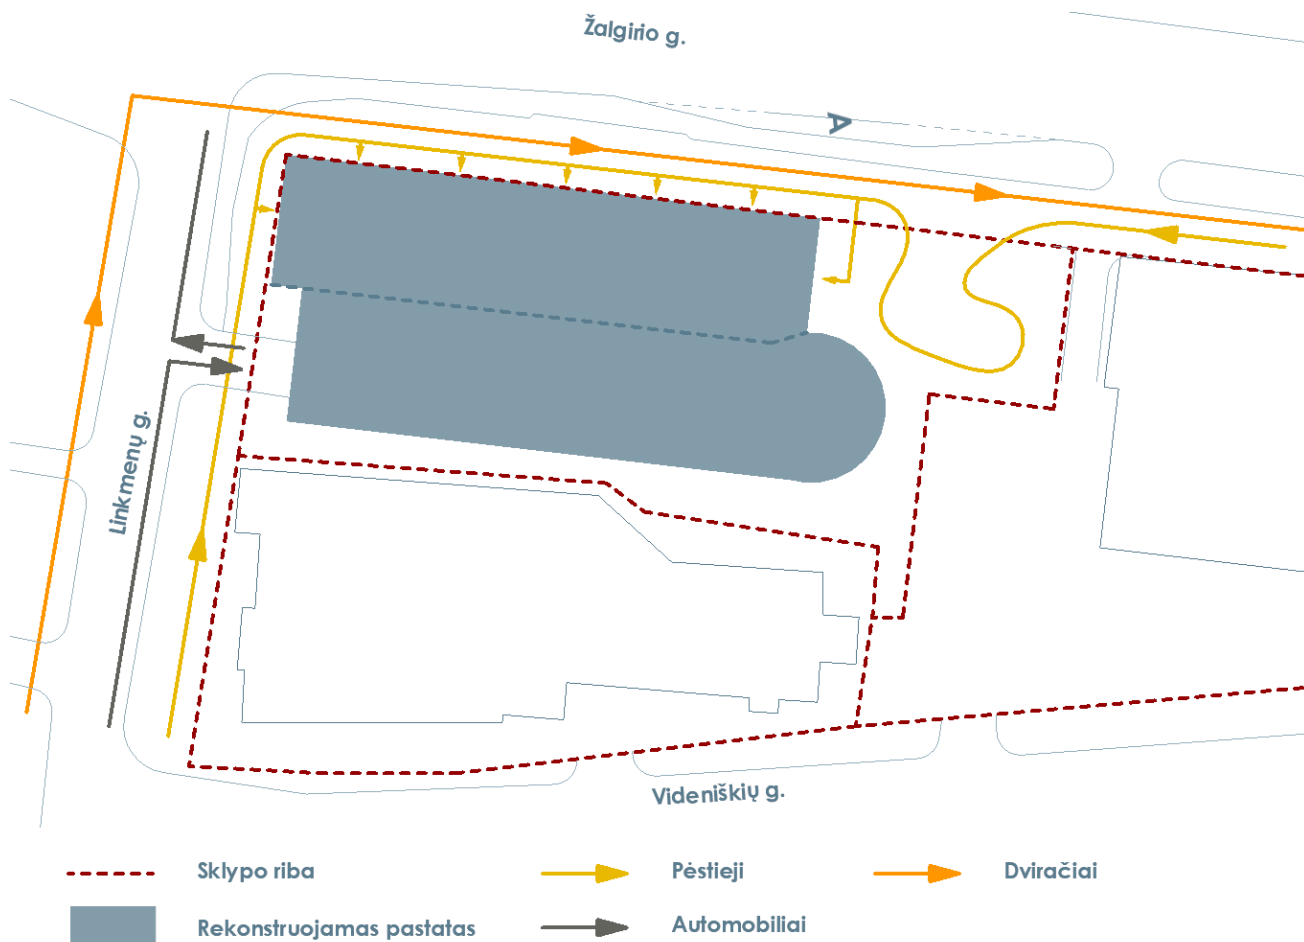 Žalgirio g.
A
Linkmenų g.
Videniškių g.
Sklypo riba
Pėstieji
Dviračiai
Rekonstruojamas pastatas
Automobiliai